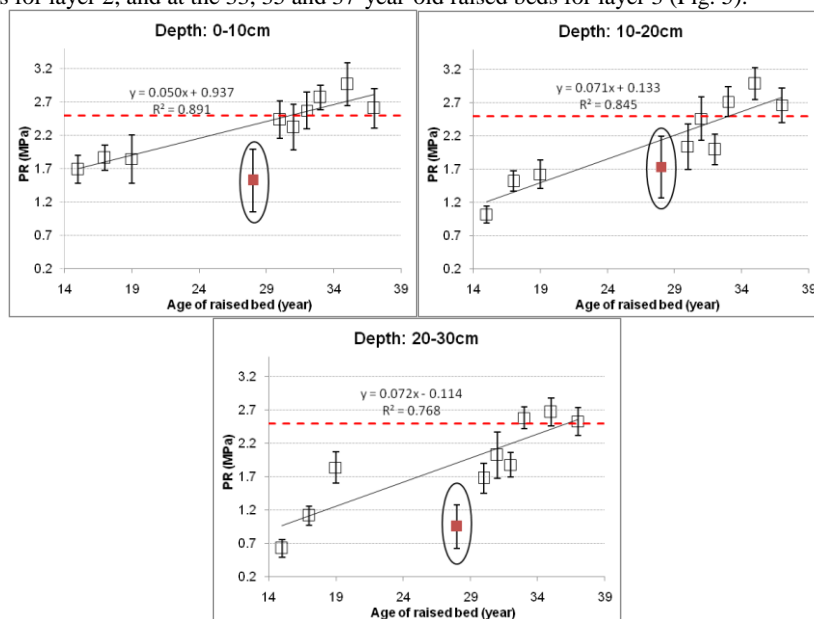 s for layer 2, and at the 33, 35 and 37-year-old raised beds for layer 3 (Fig. 5).
Depth: 0-10cm
y = 0.050x + 0.937
R² = 0.891
PR (MPa)
3.2
2.7
2.2
1.7
1.2
0.7
0.2
14 19 24 29 34 39
Age of raised bed (year)
Depth: 10-20cm
y = 0.071x + 0.133
R² = 0.845
PR (MPa)
3.2
2.7
2.2
1.7
1.2
0.7
0.2
14 19 24 29 34 39
Age of raised bed (year)
Depth: 20-30cm
y = 0.072x - 0.114
R² = 0.768
PR (MPa)
3.2
2.7
2.2
1.7
1.2
0.7
0.2
14 19 24 29 34 39
Age of raised bed (year)